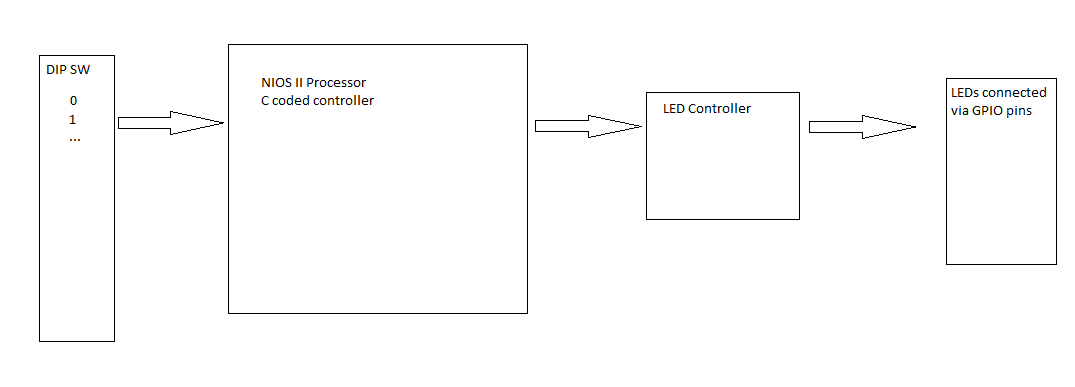 DIP SW
0
1
...
NIOS II Processor
C coded controller
LED Controller
LEDs connected
via GPIO pins